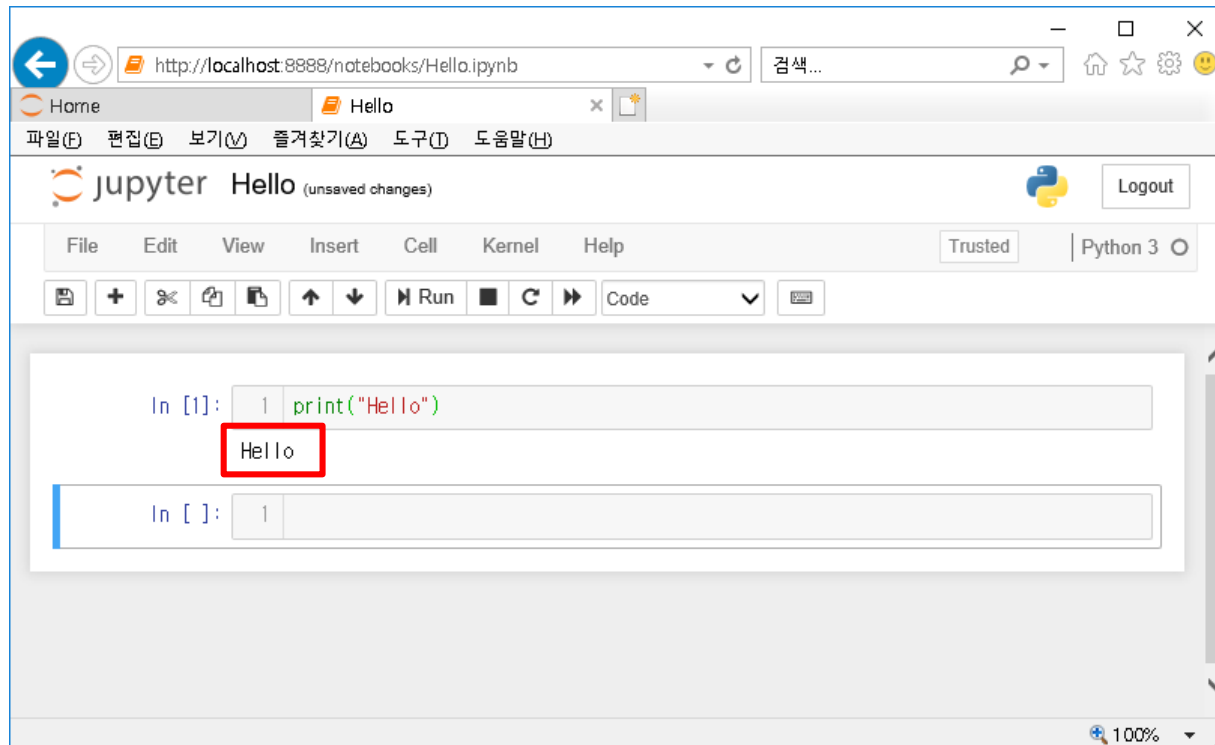 http://localhost:8888/notebooks/Hello.ipynb 검색...
Home Hello
파일(F) 편집(E) 보기(V) 즐겨찾기(A) 도구(T) 도움말(H)
jupyter Hello (unsaved changes) Logout
File Edit View Insert Cell Kernel Help Trusted Python 3
Run Code
In [1]: 1 print("Hello")
Hello
In [ ]: 1
100%